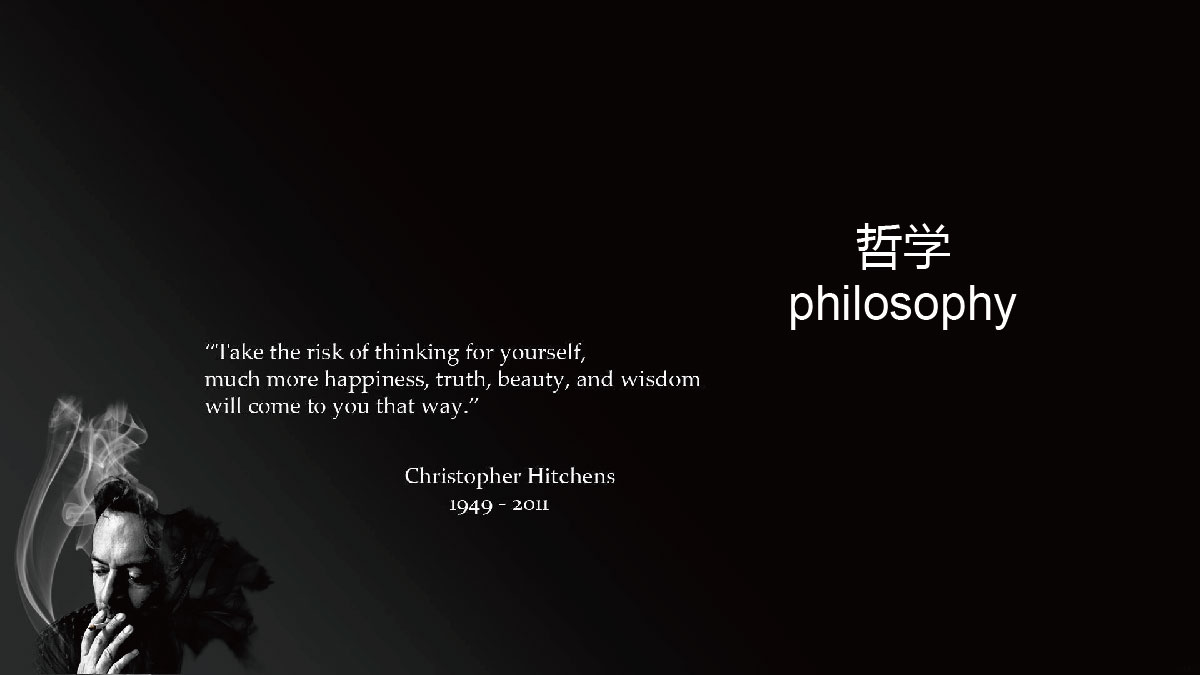 哲学
philosophy
“Take the risk of thinking for yourself,
much more happiness, truth, beauty, and wisdom
will come to you that way.”
Christopher Hitchens
1949 - 2011